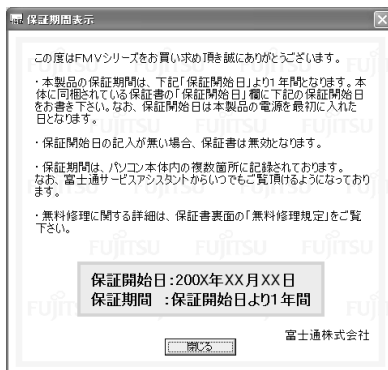 保証期間表示
この度はFMVシリーズをお買い求め頂き誠にありがとうございます。
・本製品の保証期間は、下記「保証開始日」より1年間となります。本
体に同梱されている保証書の「保証開始日」欄に下記の保証開始日
をお書き下さい。なお、保証開始日は本製品の電源を最初に入れた
日となります。
・保証開始日の記入が無い場合、保証書は無効となります。
・保証期間は、パソコン本体内の複数箇所に記録されております。
なお、富士通サービスアシスタントからいつでもご覧頂けるようになっており
ます。
・無料修理に関する詳細は、保証書裏面の「無料修理規定」をご覧
下さい。
保証開始日:200X年XX月XX日
保証期間 :保証開始日より1年間
富士通株式会社
閉じる